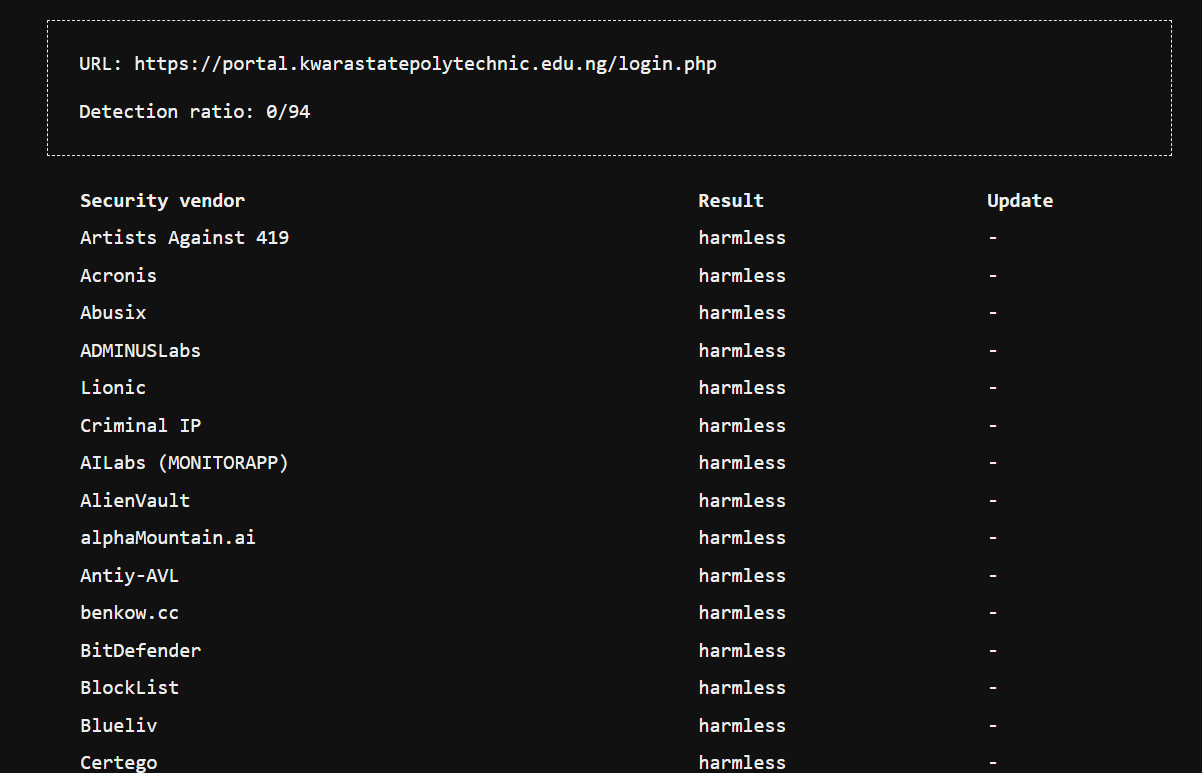 URL: https://portal.kwarastatepolytechnic.edu.ng/login.php
Detection ratio: 0/94
Security vendor Result Update
Artists Against 419 harmless -
Acronis harmless -
Abusix harmless -
ADMINUSLabs harmless -
Lionic harmless -
Criminal IP harmless -
AILabs (MONITORAPP) harmless -
AlienVault harmless -
alphaMountain.ai harmless -
Antiy-AVL harmless -
benkow.cc harmless -
BitDefender harmless -
BlockList harmless -
Blueliv harmless -
Certego harmless -